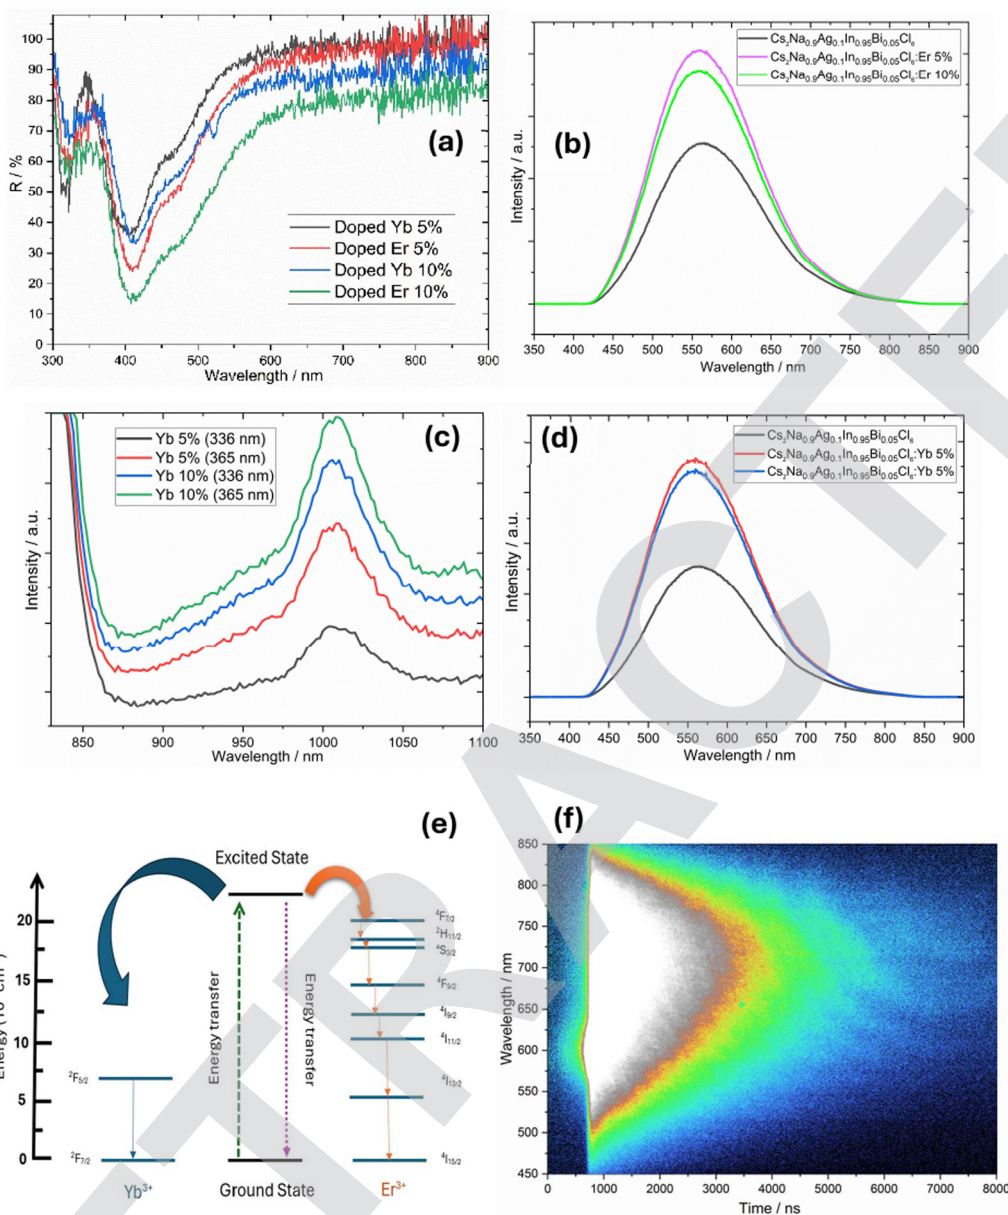 (a)
R / %
100
90
80
70
60
50
40
30
20
10
0
300 400 500 600 700 800 900
Wavelength / nm
Doped Yb 5%
Doped Er 5%
Doped Yb 10%
Doped Er 10%
(b)
Intensity / a.u.
Cs₂Na₀.₉Ag₀.₁In₀.₉₅Bi₀.₀₅Cl₆
Cs₂Na₀.₉Ag₀.₁In₀.₉₅Bi₀.₀₅Cl₆:Er 5%
Cs₂Na₀.₉Ag₀.₁In₀.₉₅Bi₀.₀₅Cl₆:Er 10%
350 400 450 500 550 600 650 700 750 800 850 900
Wavelength / nm
(c)
Intensity / a.u.
Yb 5% (336 nm)
Yb 5% (365 nm)
Yb 10% (336 nm)
Yb 10% (365 nm)
850 900 950 1000 1050 1100
Wavelength / nm
(d)
Intensity / a.u.
Cs₂Na₀.₉Ag₀.₁In₀.₉₅Bi₀.₀₅Cl₆
Cs₂Na₀.₉Ag₀.₁In₀.₉₅Bi₀.₀₅Cl₆:Yb 5%
Cs₂Na₀.₉Ag₀.₁In₀.₉₅Bi₀.₀₅Cl₆:Yb 5%
350 400 450 500 550 600 650 700 750 800 850 900
Wavelength / nm
(e)
Excited State
20
15
10
5
0
Energy transfer
Energy transfer
²F₅/₂
²F₇/₂
⁴F₇/₂
²H₁₁/₂
⁴S₃/₂
⁴F₉/₂
⁴I₉/₂
⁴I₁₁/₂
⁴I₁₃/₂
⁴I₁₅/₂
Yb³⁺
Ground State
Er³⁺
(f)
Wavelength / nm
850
800
750
700
650
600
550
500
450
0 1000 2000 3000 4000 5000 6000 7000 8000
Time / ns